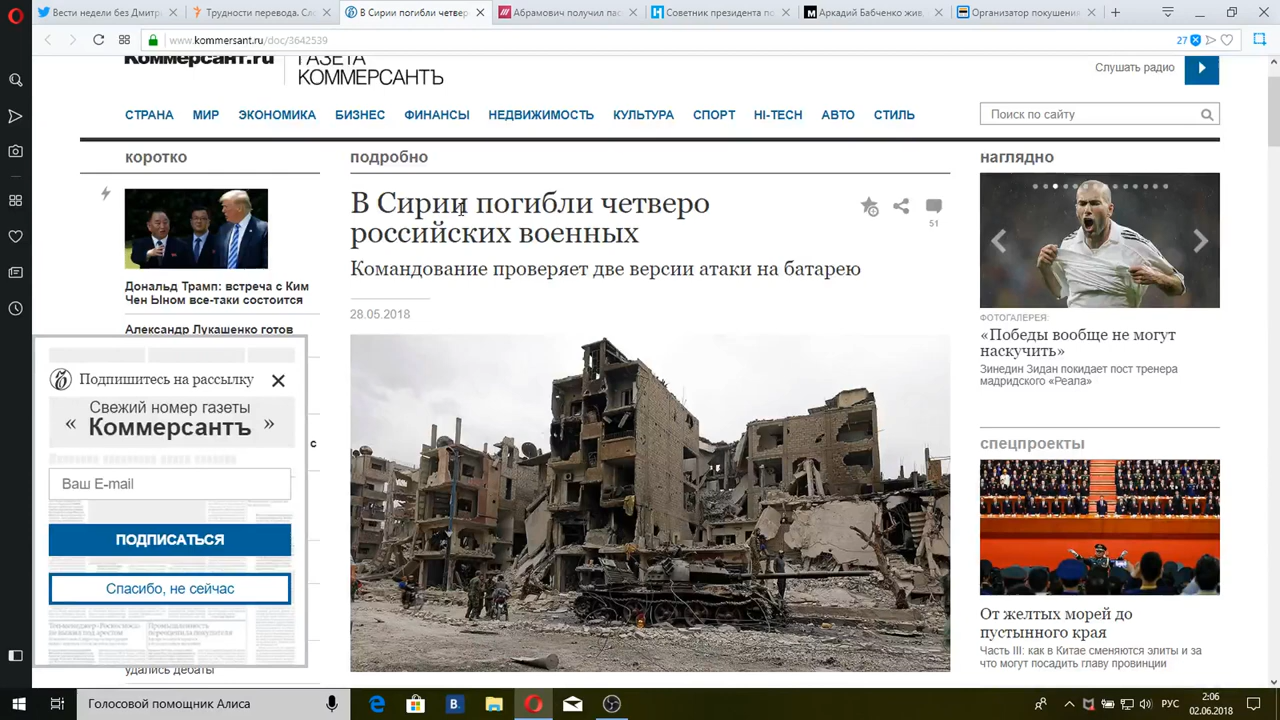 Вести недели без Дмитр
Трудности перевода. Сло
В Сирии погибли четвер
Абрамович получил пас
Советник президента по
Аркадий Бабченко жив,
Организатор покушения
www.kommersant.ru/doc/3642539
27
Коммерсант.ru
ГАЗЕТА
КОММЕРСАНТЪ
Слушать радио
СТРАНА МИР ЭКОНОМИКА БИЗНЕС ФИНАНСЫ НЕДВИЖИМОСТЬ КУЛЬТУРА СПОРТ HI-TECH АВТО СТИЛЬ
Поиск по сайту
коротко
Дональд Трамп: встреча с Ким
Чен Ыном все-таки состоится
Александр Лукашенко готов
с
удались дебаты
Подпишитесь на рассылку
Свежий номер газеты
« Коммерсантъ »
Ваш E-mail
ПОДПИСАТЬСЯ
Спасибо, не сейчас
подробно
В Сирии погибли четверо
российских военных
51
Командование проверяет две версии атаки на батарею
28.05.2018
наглядно
ФОТОГАЛЕРЕЯ:
«Победы вообще не могут
наскучить»
Зинедин Зидан покидает пост тренера
мадридского «Реала»
спецпроекты
От желтых морей до
пустынного края
Часть III: как в Китае сменяются элиты и за
что могут посадить главу провинции
Голосовой помощник Алиса
РУС
2:06
02.06.2018